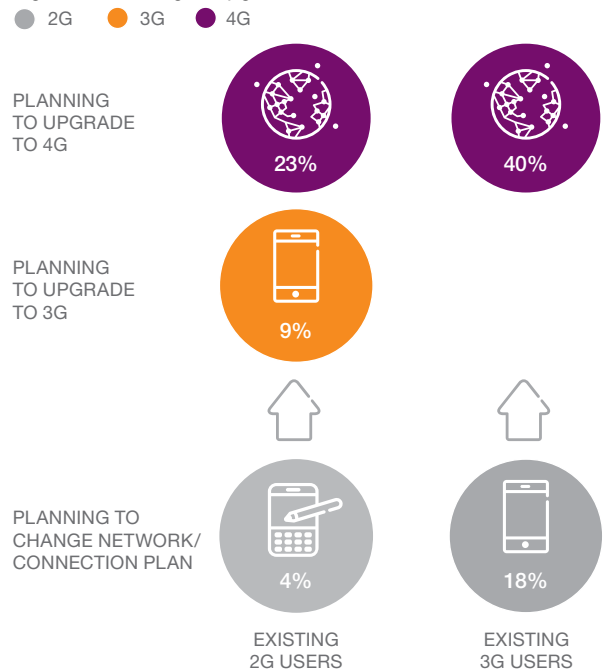 2G 3G 4G
PLANNING
TO UPGRADE
TO 4G
23%
40%
PLANNING
TO UPGRADE
TO 3G
9%
PLANNING TO
CHANGE NETWORK/
CONNECTION PLAN
4%
18%
EXISTING
2G USERS
EXISTING
3G USERS